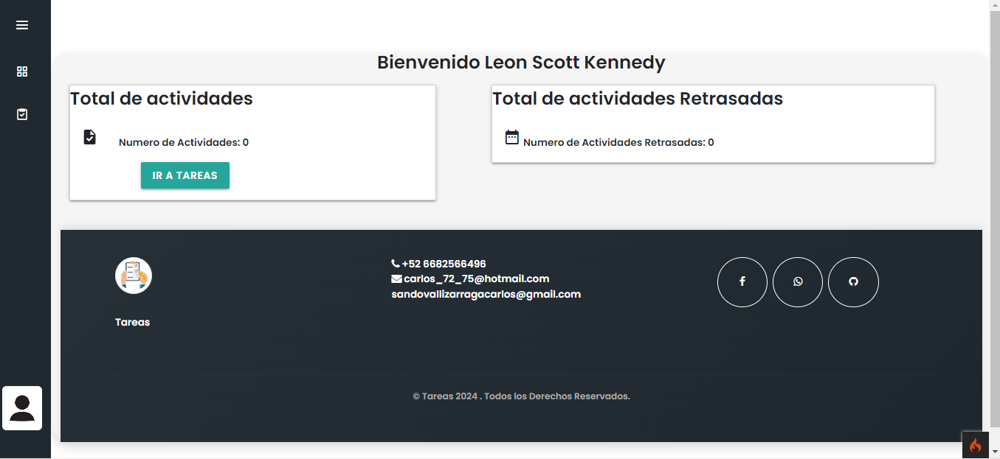 Bienvenido Leon Scott Kennedy
Total de actividades
Numero de Actividades: 0
IR A TAREAS
Total de actividades Retrasadas
Numero de Actividades Retrasadas: 0
Tareas
+52 6682566496
carlos_72_75@hotmail.com
sandovallizarragacarlos@gmail.com
© Tareas 2024 . Todos los Derechos Reservados.